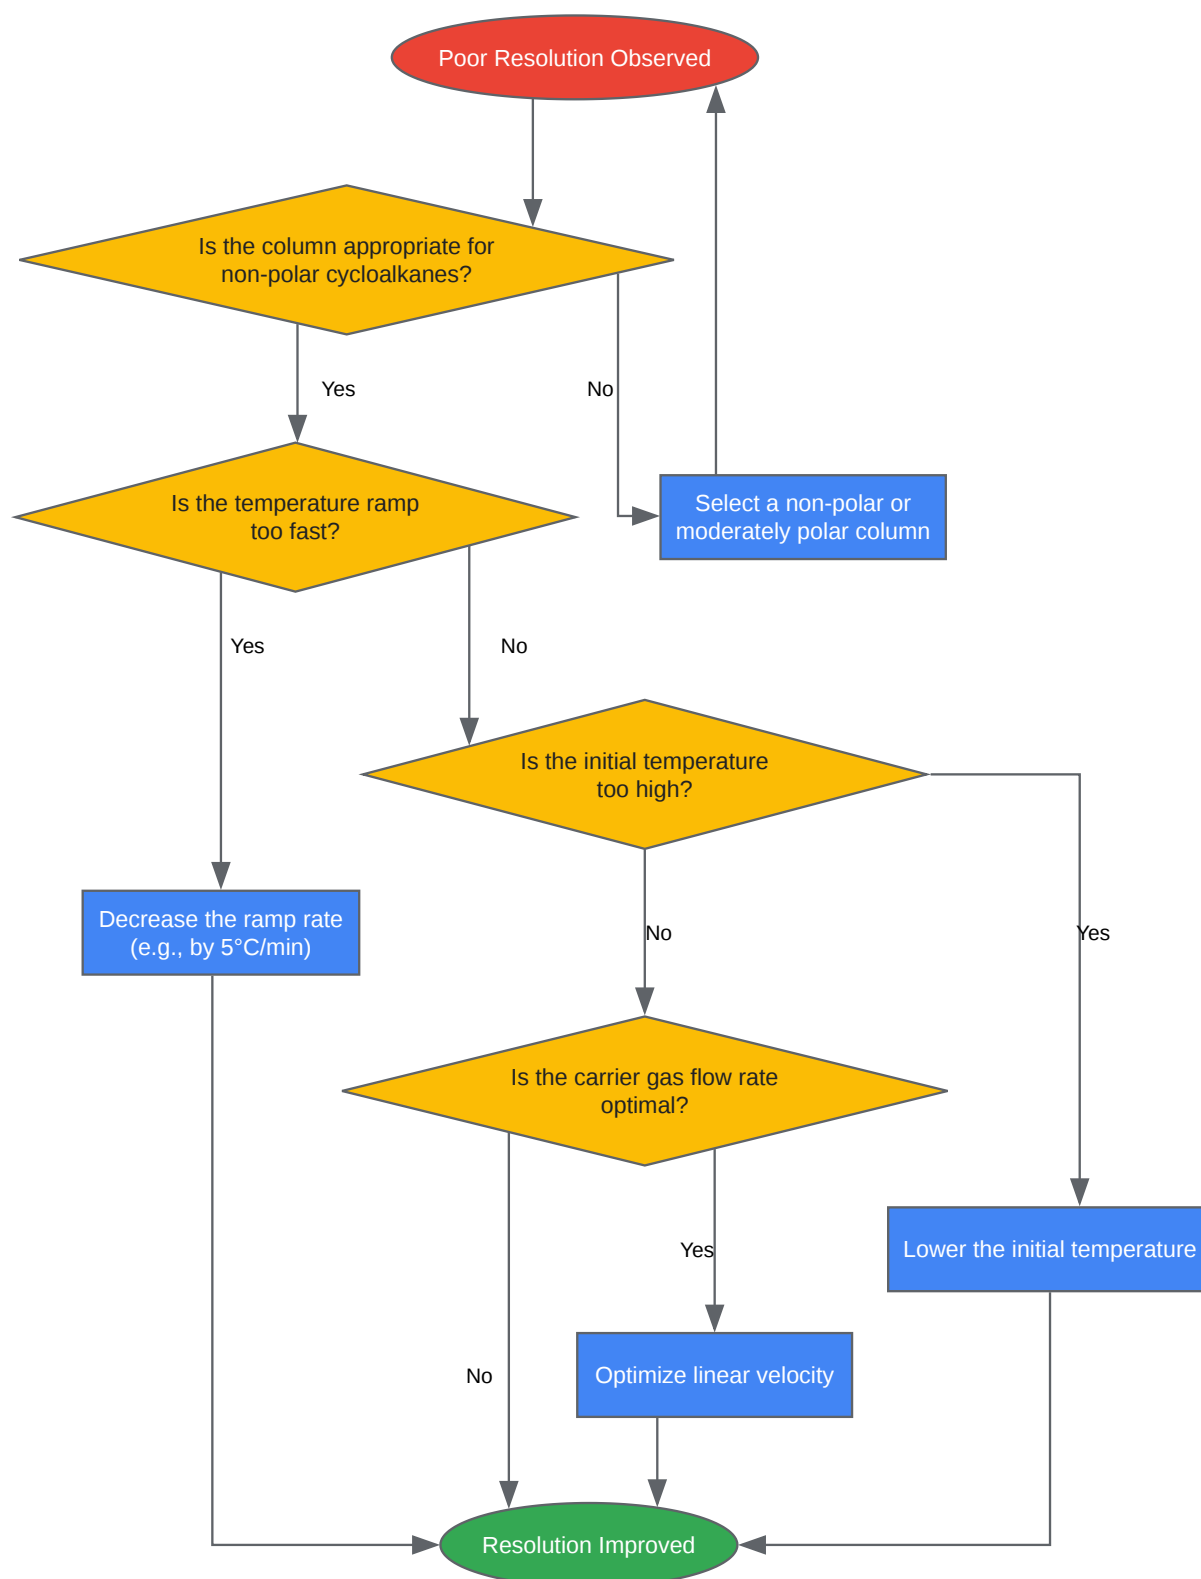 Poor Resolution Observed
Is the column appropriate for
non-polar cycloalkanes?
Yes
No
Is the temperature ramp
too fast?
Select a non-polar or
moderately polar column
Yes
No
Is the initial temperature
too high?
Decrease the ramp rate
(e.g., by 5°C/min)
No
Yes
Is the carrier gas flow rate
optimal?
Yes
Lower the initial temperature
No
Optimize linear velocity
Resolution Improved